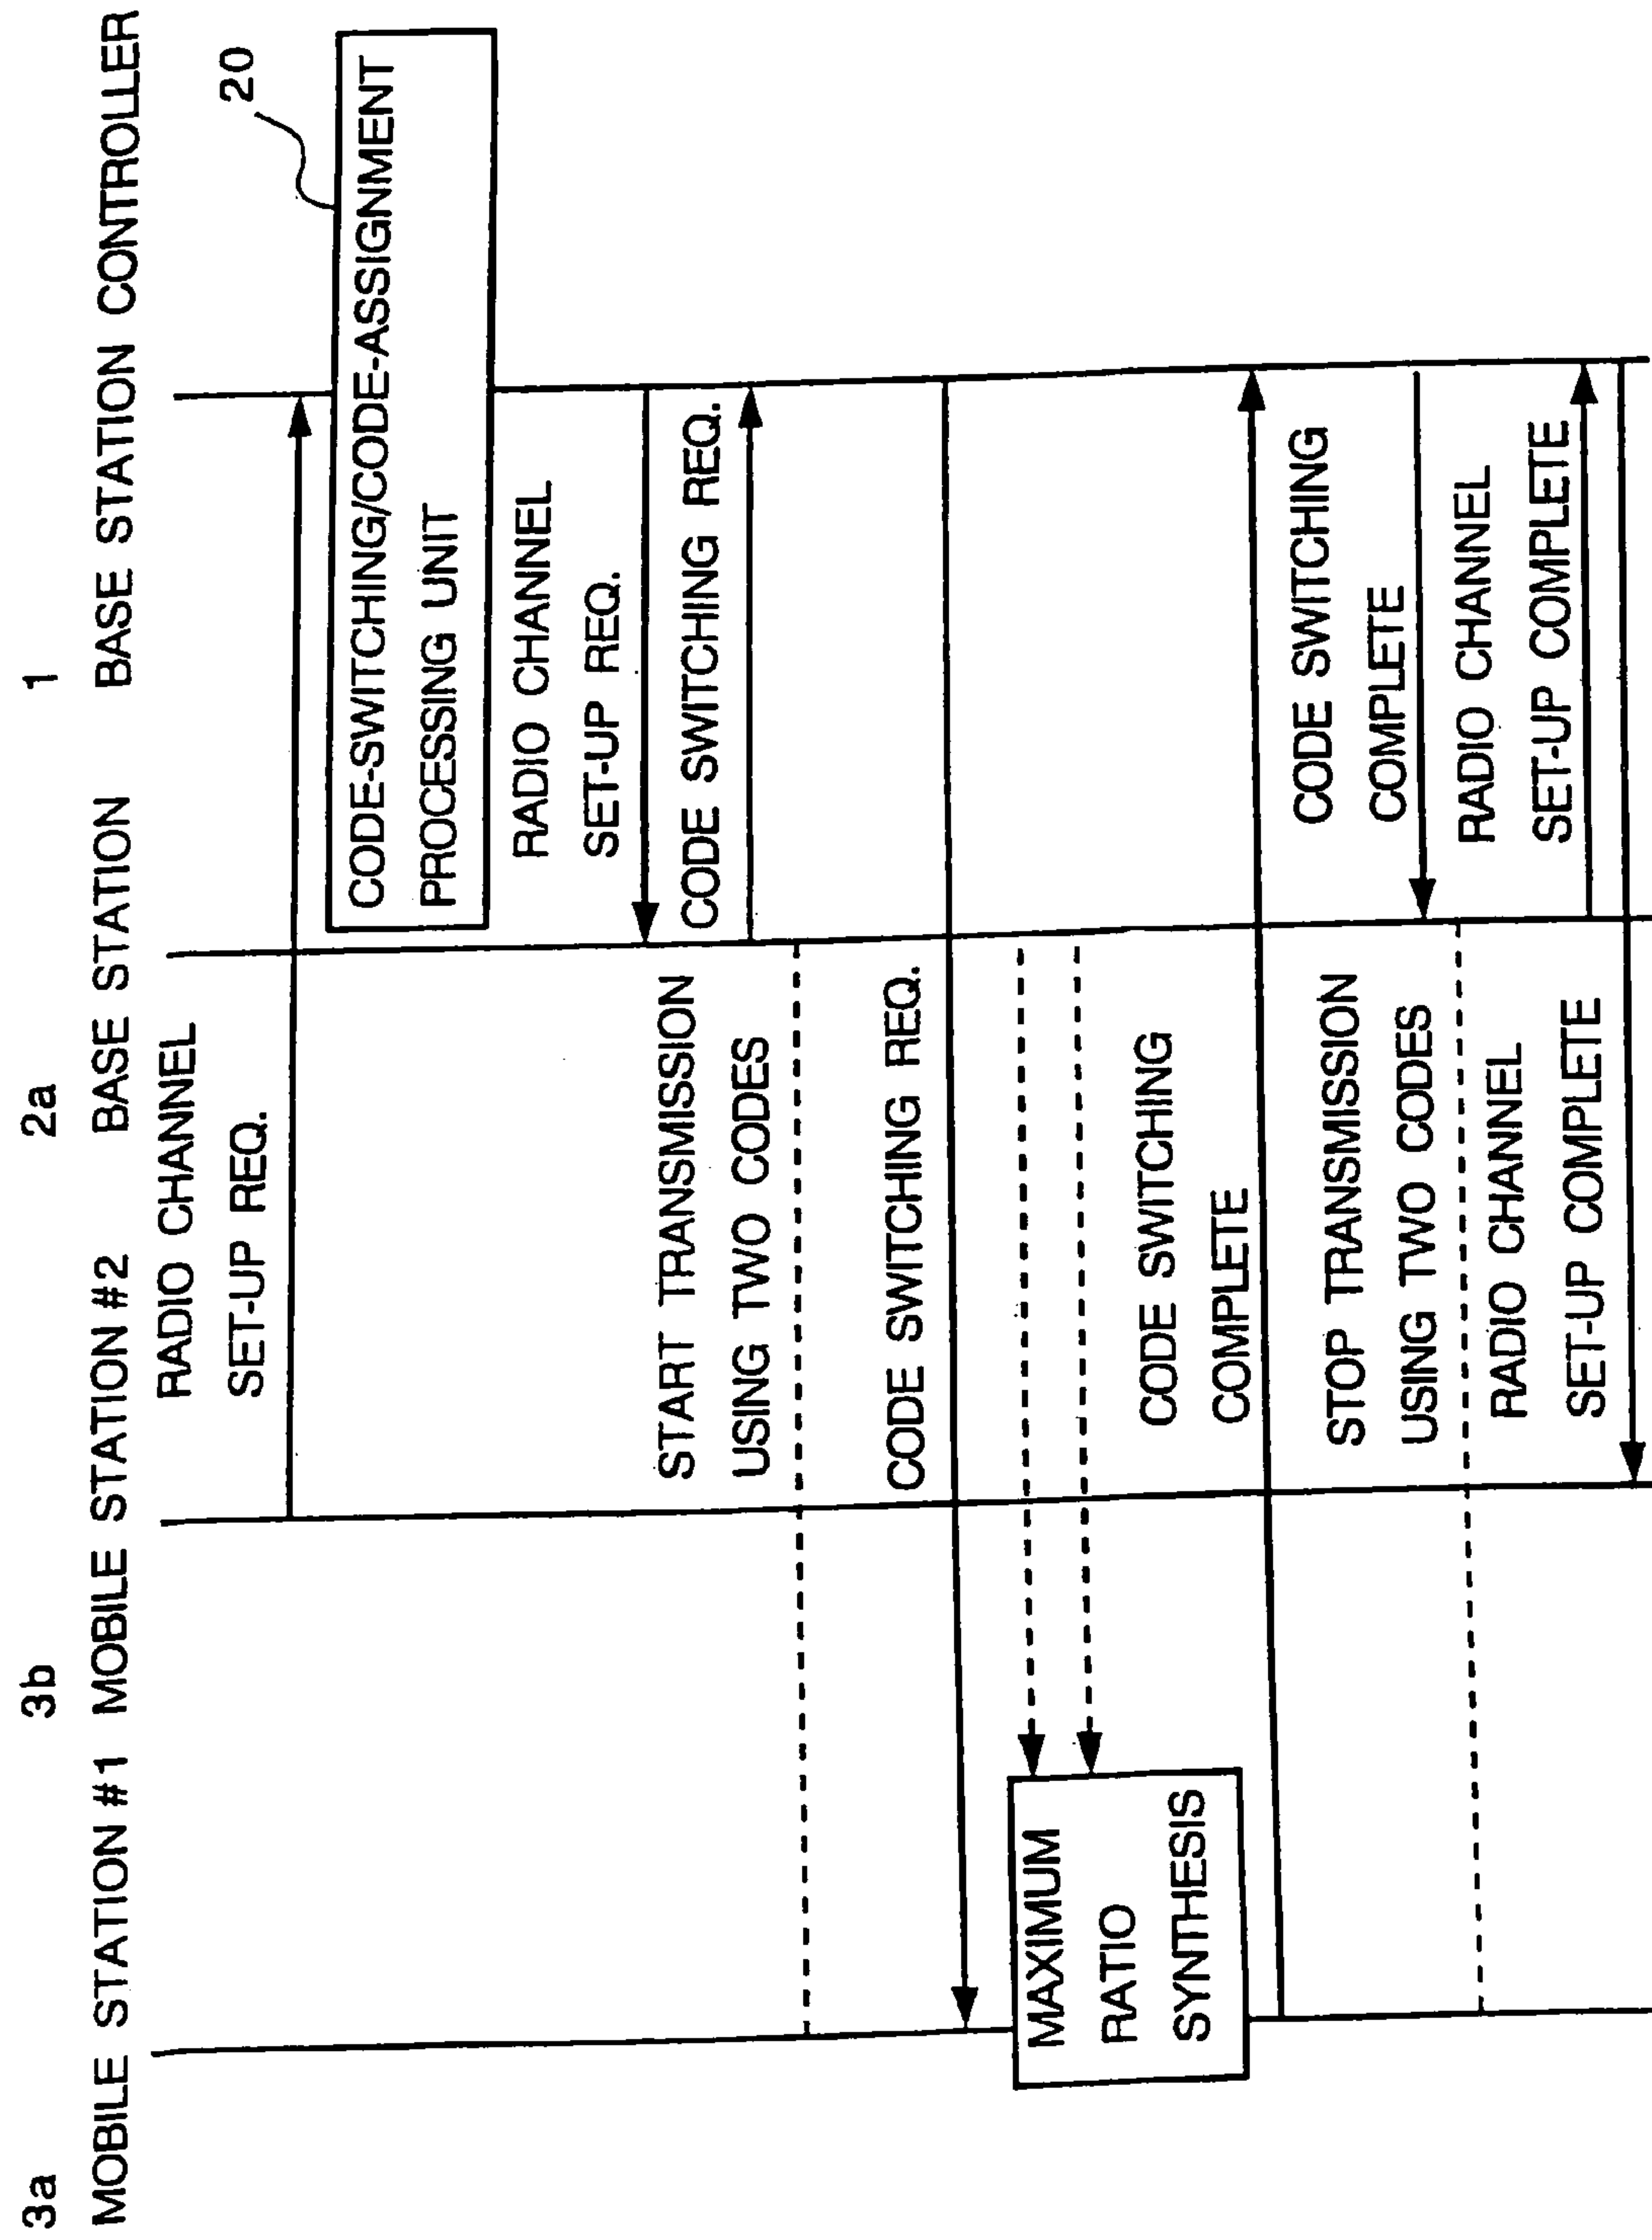 3a
3b
2a
1
MOBILE STATION #1
MOBILE STATION #2
BASE STATION
BASE STATION CONTROLLER
RADIO CHANNEL
SET-UP REQ.
20
CODE-SWITCHING/CODE-ASSIGNMENT
PROCESSING UNIT
RADIO CHANNEL
SET-UP REQ.
START TRANSMISSION
USING TWO CODES
CODE SWITCHING REQ.
CODE SWITCHING REQ.
MAXIMUM
RATIO
SYNTHESIS
CODE SWITCHING
COMPLETE
CODE SWITCHING
COMPLETE
STOP TRANSMISSION
USING TWO CODES
RADIO CHANNEL
SET-UP COMPLETE
RADIO CHANNEL
SET-UP COMPLETE